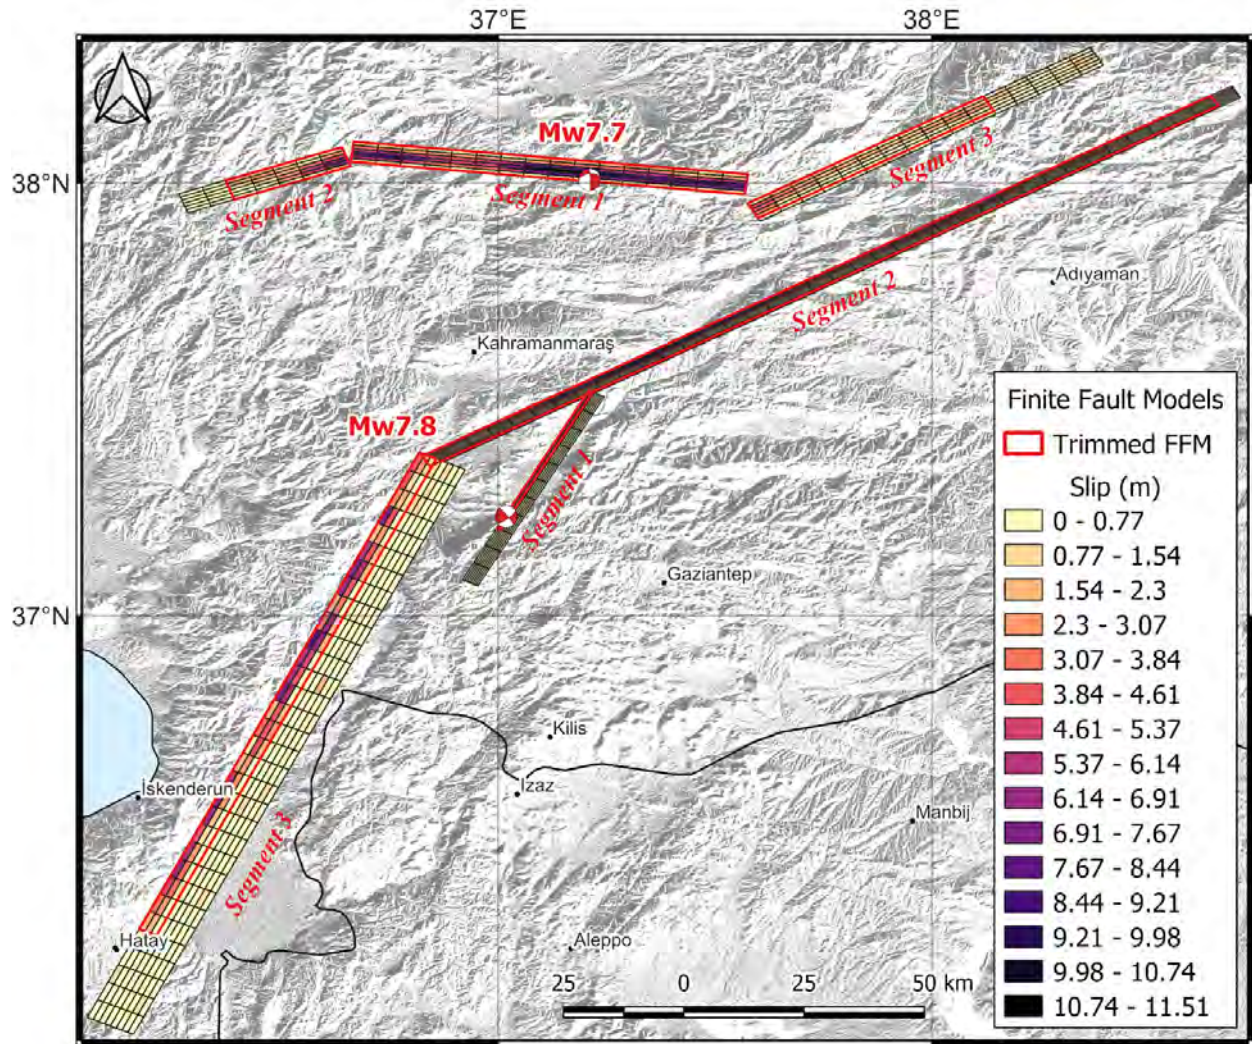 37°E
38°E
Mw7.7
38°N
Segment 2
Segment 1
Segment 3
Adıyaman
Segment 2
Kahramanmaraş
Mw7.8
Segment 1
Gaziantep
37°N
Kilis
İzaz
İskenderun
Manbij
Segment 3
Hatay
Aleppo
25 0 25 50 km
Finite Fault Models
Trimmed FFM
Slip (m)
0 - 0.77
0.77 - 1.54
1.54 - 2.3
2.3 - 3.07
3.07 - 3.84
3.84 - 4.61
4.61 - 5.37
5.37 - 6.14
6.14 - 6.91
6.91 - 7.67
7.67 - 8.44
8.44 - 9.21
9.21 - 9.98
9.98 - 10.74
10.74 - 11.51